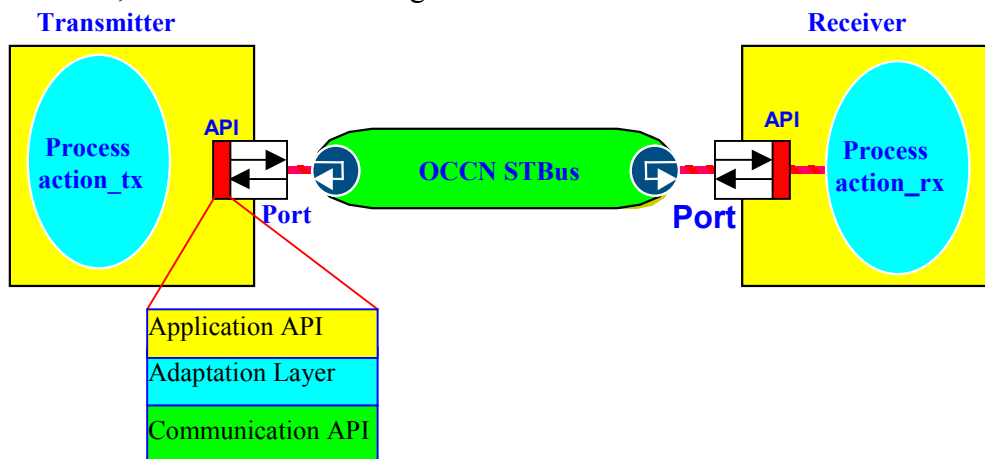 Transmitter
Receiver
API
API
Process
action_tx
OCCN STBus
Process
action_rx
Port
Port
Application API
Adaptation Layer
Communication API